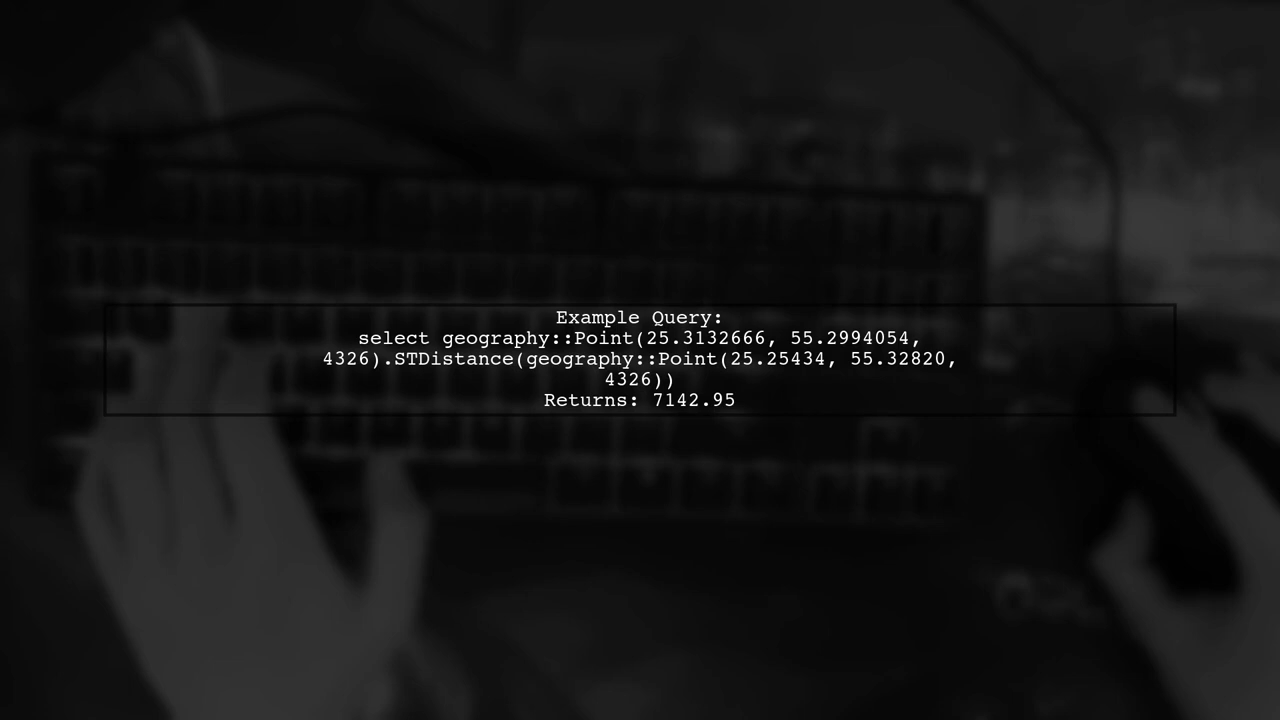 Example Query:
select geography::Point(25.3132666, 55.2994054,
4326).STDistance(geography::Point(25.25434, 55.32820,
4326))
Returns: 7142.95